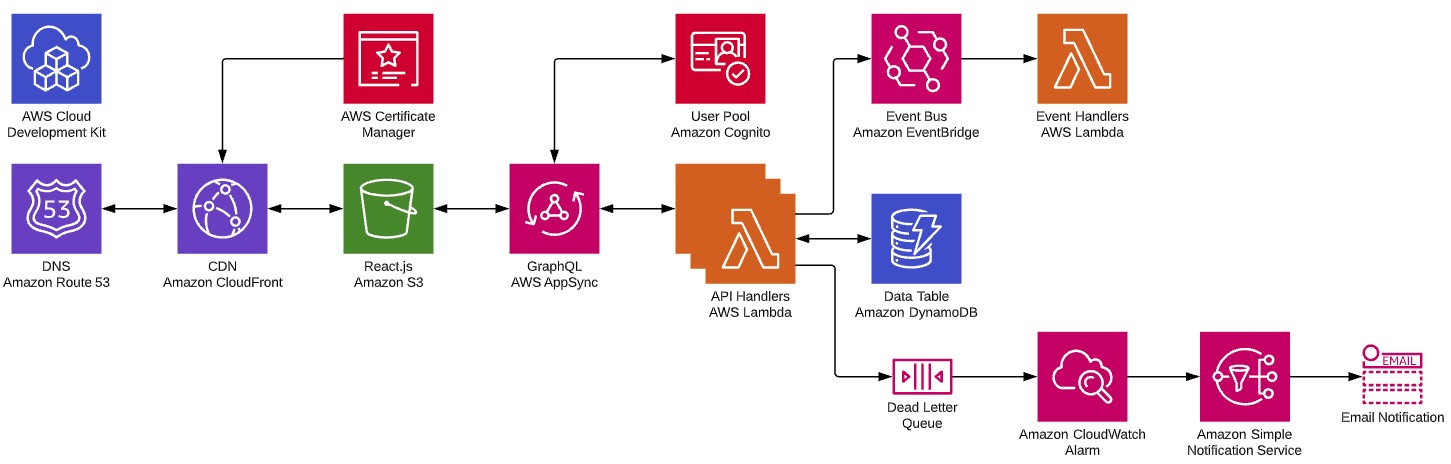 AWS Cloud
Development Kit
AWS Certificate
Manager
User Pool
Amazon Cognito
Event Bus
Amazon EventBridge
Event Handlers
AWS Lambda
53
DNS
Amazon Route 53
CDN
Amazon CloudFront
React.js
Amazon S3
GraphQL
AWS AppSync
API Handlers
AWS Lambda
Data Table
Amazon DynamoDB
Dead Letter
Queue
Amazon CloudWatch
Alarm
Amazon Simple
Notification Service
EMAIL
Email Notification